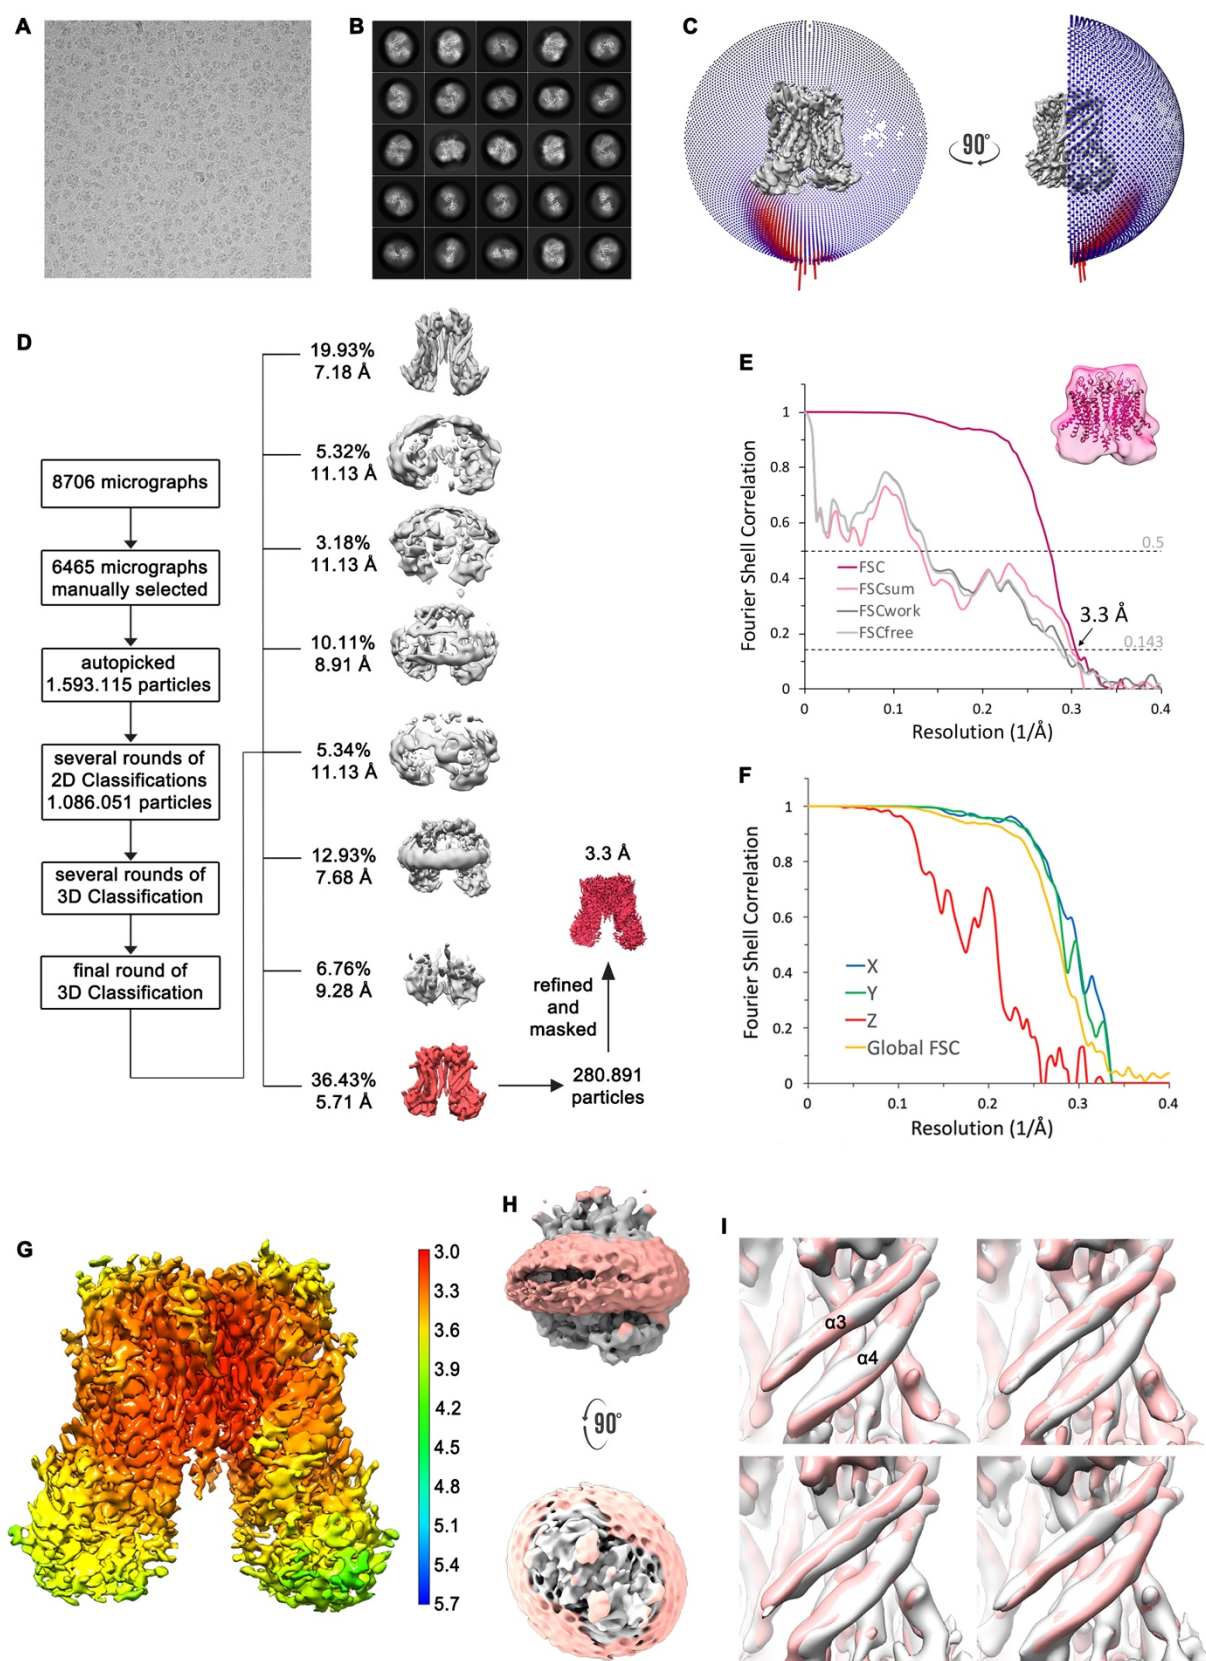 A
B
C
90°
D
8706 micrographs
6465 micrographs
manually selected
autopicked
1.593.115 particles
several rounds of
2D Classifications
1.086.051 particles
several rounds of
3D Classification
final round of
3D Classification
19.93%
7.18 Å
5.32%
11.13 Å
3.18%
11.13 Å
10.11%
8.91 Å
5.34%
11.13 Å
12.93%
7.68 Å
6.76%
9.28 Å
36.43%
5.71 Å
280.891
particles
refined
and
masked
3.3 Å
E
Fourier Shell Correlation
1
0.8
0.6
0.4
0.2
0
0.5
0.143
FSC
FSCsum
FSCwork
FSCfree
3.3 Å
0
0.1
0.2
0.3
0.4
Resolution (1/Å)
F
Fourier Shell Correlation
1
0.8
0.6
0.4
0.2
0
X
Y
Z
Global FSC
0
0.1
0.2
0.3
0.4
Resolution (1/Å)
G
3.0
3.6
3.9
4.2
4.5
4.8
5.1
5.4
5.7
H
90°
I
α3
α4